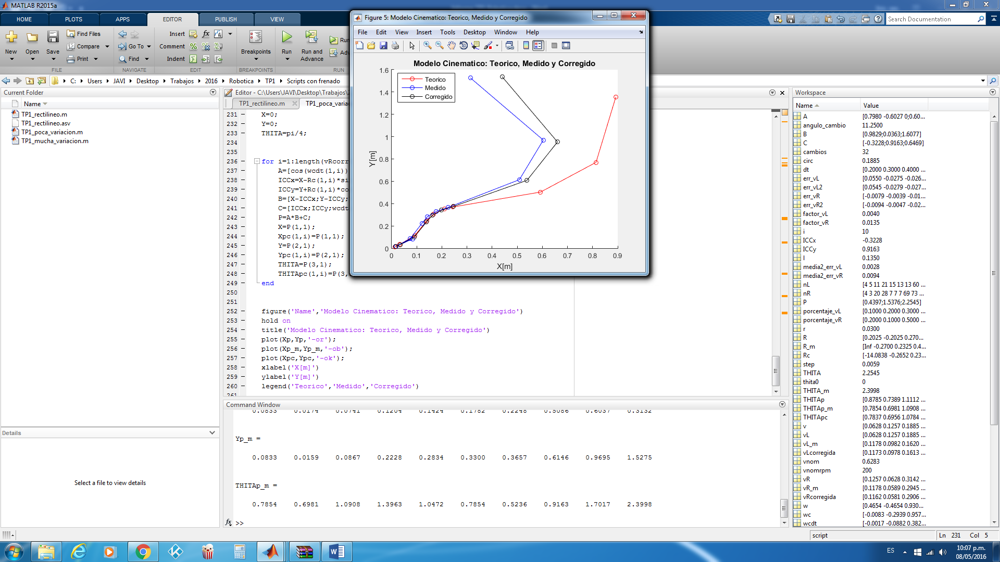 MATLAB R2015a
HOME PLOTS APPS EDITOR PUBLISH VIEW
Search Documentation
New Open Save Find Files Compare Print
Go To Find
Insert Comment Indent
fx
Breakpoints
Run Run and Advance
FILE NAVIGATE EDIT BREAKPOINTS RUN
C: Users JAVI Desktop Trabajos 2016 Robotica TP1 Scripts con frenado
Current Folder
Name
TP1_rectilineo.m
TP1_rectilineo.asv
TP1_poca_variacion.m
TP1_mucha_variacion.m
Details
Select a file to view details
Editor - C:\Users\JAVI\Desktop\Trabajos\
TP1_rectilineo.m
231 X=0;
232 Y=0;
233 THITA=pi/4;
234
235
236 for i=1:length(vRcorr
237 A=[cos(wcdt(1,i))
238 ICCx=X-Rc(1,i)*si
239 ICCy=Y+Rc(1,i)*co
240 B=[X-ICCx;Y-ICCy;
241 C=[ICCx;ICCy;wcdt
242 P=A*B+C;
243 X=P(1,1);
244 Xpc(1,i)=P(1,1);
245 Y=P(2,1);
246 Ypc(1,i)=P(2,1);
247 THITA=P(3,1);
248 THITApc(1,i)=P(3,
249 end
250
251
252 figure('Name','Modelo Cinematico: Teorico, Medido y Corregido')
253 hold on
254 title('Modelo Cinematico: Teorico, Medido y Corregido')
255 plot(Xp,Yp,'-or');
256 plot(Xp_m,Yp_m,'-ob');
257 plot(Xpc,Ypc,'-ok');
258 xlabel('X[m]')
259 ylabel('Y[m]')
260 legend('Teorico','Medido','Corregido')
261
Figure 5: Modelo Cinematico: Teorico, Medido y Corregido
File Edit View Insert Tools Desktop Window Help
Modelo Cinematico: Teorico, Medido y Corregido
Teorico
Medido
Corregido
1.6
1.4
1.2
1
0.8
0.6
0.4
0.2
0
Y[m]
0 0.1 0.2 0.3 0.4 0.5 0.6 0.7 0.8 0.9
X[m]
Command Window
0.0833 0.0174 0.0741 0.1204 0.1424 0.1782 0.2248 0.5086 0.6037 0.3132
Yp_m =
0.0833 0.0159 0.0867 0.2228 0.2834 0.3300 0.3657 0.6146 0.9695 1.5275
THITAp_m =
0.7854 0.6981 1.0908 1.3963 1.0472 0.7854 0.5236 0.9163 1.7017 2.3998
fx >>
Workspace
Name Value
A [0.7980 -0.6027 0;0.60...
angulo_cambio 11.2500
B [0.9829;0.0363;1.6077]
C [-0.3228;0.9163;0.6469]
cambios 32
circ 0.1885
dt [0.2000 0.3000 0.4000 ...
err_vL [0.0550 -0.0275 -0.026...
err_vL2 [0.0545 -0.0279 -0.027...
err_vR [-0.0079 -0.0039 -0.01...
err_vR2 [-0.0094 -0.0047 -0.02...
factor_vL 0.0040
factor_vR 0.0135
i 10
ICCx -0.3228
ICCy 0.9163
l 0.1350
media2_err_vL 0.0028
media2_err_vR 0.0094
nL [4 5 11 21 15 13 13 60 ...
nR [4 3 20 28 7 7 7 69 73 ...
P [0.4397;1.5376;2.2545]
porcentaje_vL [0.1000 0.2000 0.3000 ...
porcentaje_vR [0.2000 0.1000 0.5000 ...
r 0.0300
R [0.2025 -0.2025 0.270...
R_m [Inf -0.2700 0.2325 0.4...
Rc [-14.0838 -0.2652 0.23...
step 0.0059
THITA 2.2545
thita0 0
THITA_m 2.3998
THITAp [0.8785 0.7389 1.1112 ...
THITAp_m [0.7854 0.6981 1.0908 ...
THITApc [0.7837 0.6956 1.0784 ...
v [0.0628 0.1257 0.1885 ...
vL [0.0628 0.1257 0.1885 ...
vL_m [0.1178 0.0982 0.1620 ...
vLcorregida [0.1173 0.0978 0.1613 ...
vnom 0.6283
vnomrpm 200
vR [0.1257 0.0628 0.3142 ...
vR_m [0.1178 0.0589 0.2945 ...
vRcorregida [0.1162 0.0581 0.2906 ...
w [0.4654 -0.4654 0.930...
wc [-0.0083 -0.2939 0.957...
wcdt [-0.0017 -0.0882 0.382...
script Ln 231 Col 5
ES
10:07 p.m.
08/05/2016